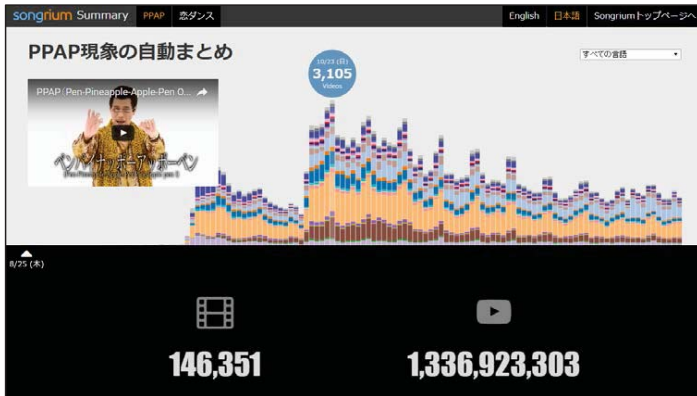 songrium Summary PPAP 恋ダンス English 日本語 Songriumトップページへ
PPAP現象の自動まとめ
10/23 (日)
3,105
Videos
すべての言語
PPAP（Pen-Pineapple-Apple-Pen O...
ペンパイナッポーアッポーペン
8/25 (木)
146,351
1,336,923,303